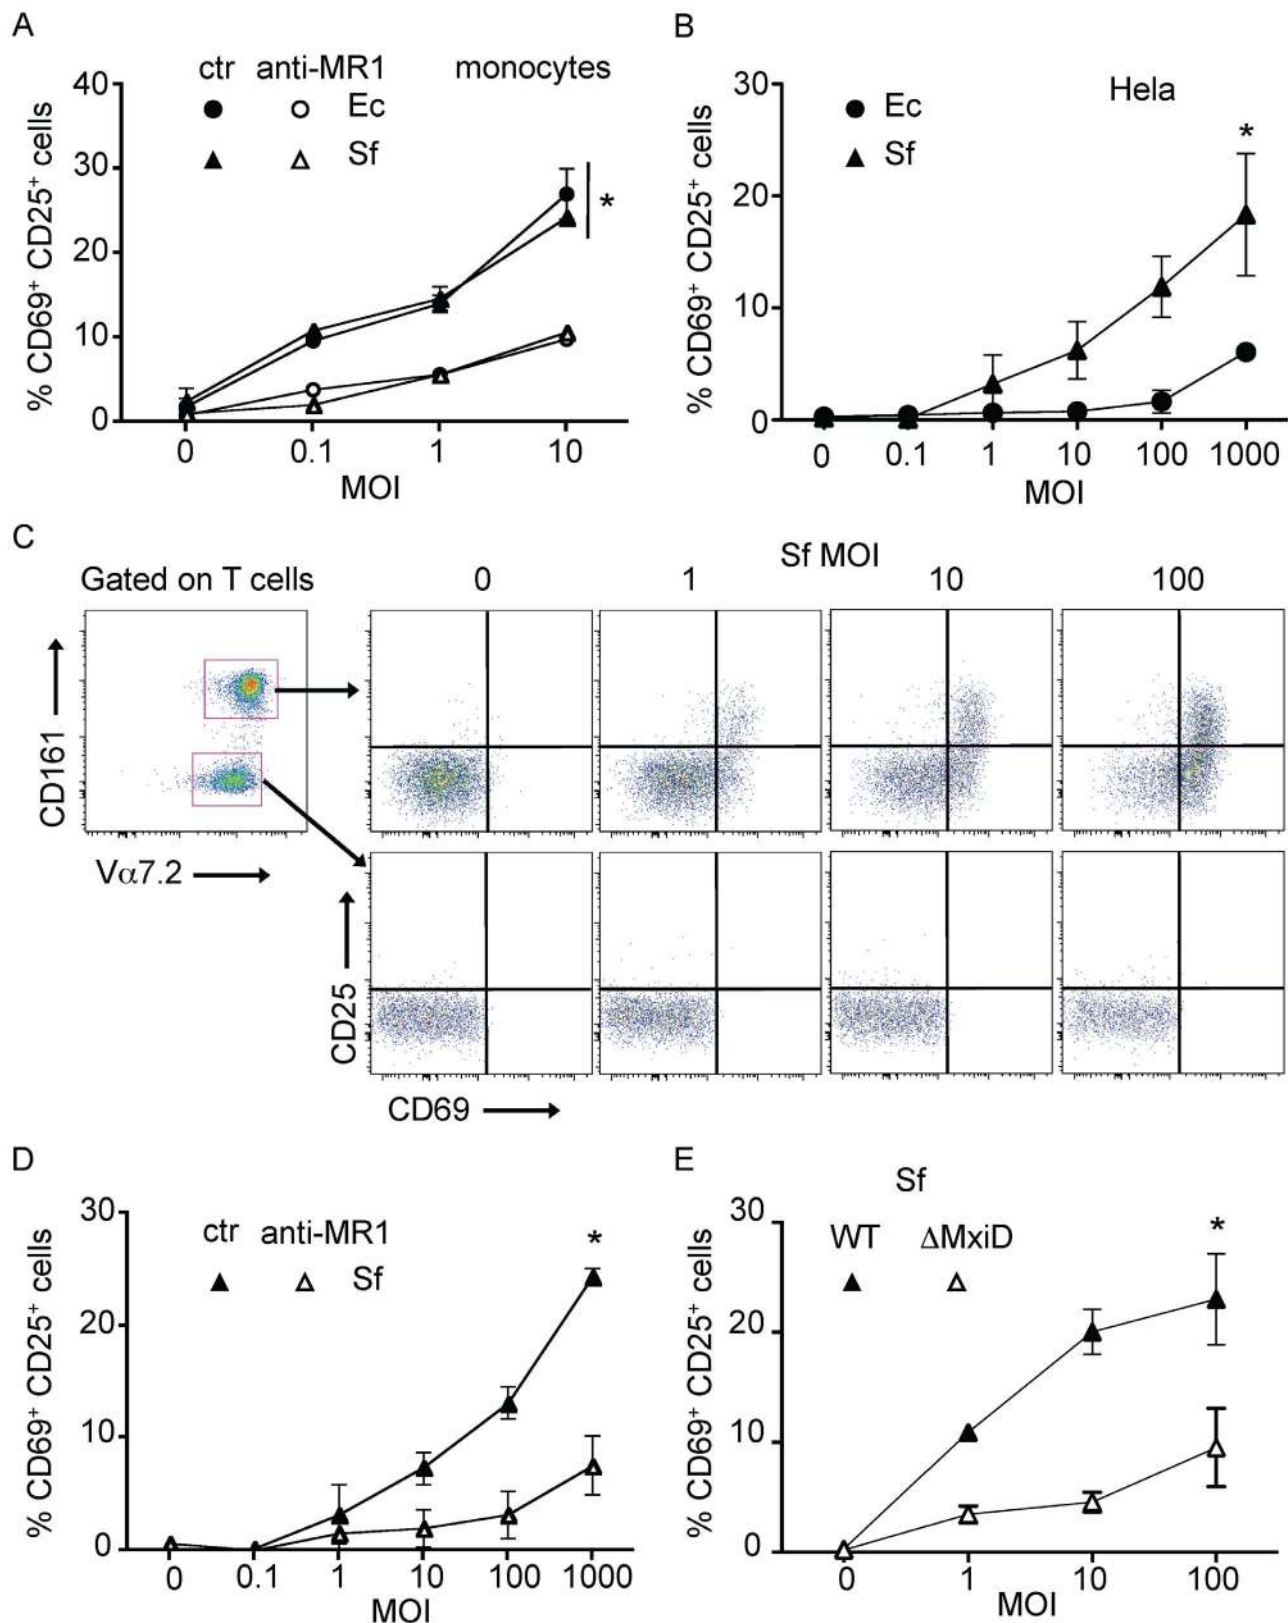 A
ctr anti-MR1 monocytes
Ec
Sf
% CD69+ CD25+ cells
40
30
20
10
0
*
0 0.1 1 10
MOI
B
Hela
Ec
Sf
% CD69+ CD25+ cells
30
20
10
0
*
0 0.1 1 10 100 1000
MOI
C
Sf MOI
Gated on T cells 0 1 10 100
CD161
Vα7.2
CD25
CD69
D
ctr anti-MR1
Sf
% CD69+ CD25+ cells
30
20
10
0
*
0 0.1 1 10 100 1000
MOI
E
Sf
WT ΔMxiD
% CD69+ CD25+ cells
30
20
10
0
*
0 1 10 100
MOI